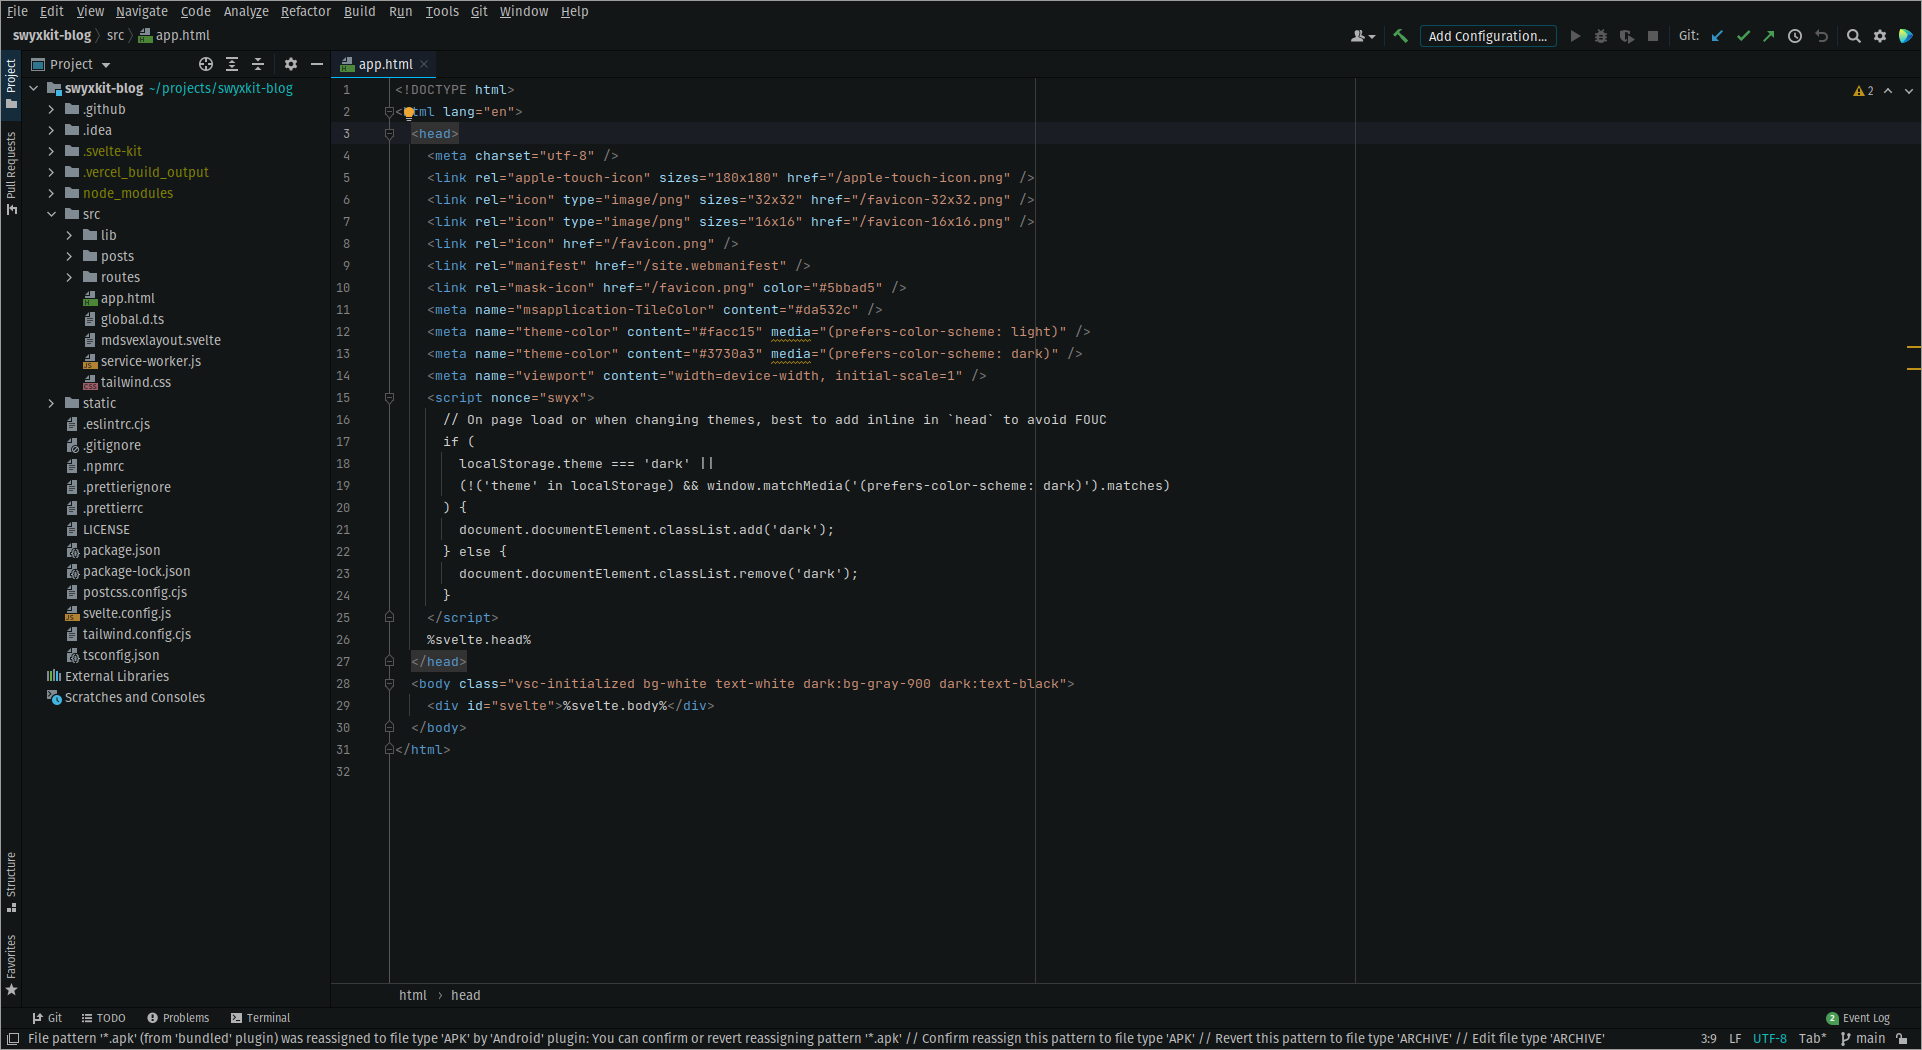 File Edit View Navigate Code Analyze Refactor Build Run Tools Git Window Help
swyxkit-blog src app.html
Add Configuration... Git:
Project
app.html
Project
Pull Requests
Structure
Favorites
swyxkit-blog ~/projects/swyxkit-blog
.github
.idea
.svelte-kit
.vercel_build_output
node_modules
src
lib
posts
routes
app.html
global.d.ts
mdsvexlayout.svelte
service-worker.js
tailwind.css
static
.eslintrc.cjs
.gitignore
.npmrc
.prettierignore
.prettierrc
LICENSE
package.json
package-lock.json
postcss.config.cjs
svelte.config.js
tailwind.config.cjs
tsconfig.json
External Libraries
Scratches and Consoles
2
1 <!DOCTYPE html>
2 <html lang="en">
3 <head>
4 <meta charset="utf-8" />
5 <link rel="apple-touch-icon" sizes="180x180" href="/apple-touch-icon.png" />
6 <link rel="icon" type="image/png" sizes="32x32" href="/favicon-32x32.png" />
7 <link rel="icon" type="image/png" sizes="16x16" href="/favicon-16x16.png" />
8 <link rel="icon" href="/favicon.png" />
9 <link rel="manifest" href="/site.webmanifest" />
10 <link rel="mask-icon" href="/favicon.png" color="#5bbad5" />
11 <meta name="msapplication-TileColor" content="#da532c" />
12 <meta name="theme-color" content="#facc15" media="(prefers-color-scheme: light)" />
13 <meta name="theme-color" content="#3730a3" media="(prefers-color-scheme: dark)" />
14 <meta name="viewport" content="width=device-width, initial-scale=1" />
15 <script nonce="swyx">
16 // On page load or when changing themes, best to add inline in `head` to avoid FOUC
17 if (
18 localStorage.theme === 'dark' ||
19 (!('theme' in localStorage) && window.matchMedia('(prefers-color-scheme: dark)').matches)
20 ) {
21 document.documentElement.classList.add('dark');
22 } else {
23 document.documentElement.classList.remove('dark');
24 }
25 </script>
26 %svelte.head%
27 </head>
28 <body class="vsc-initialized bg-white text-white dark:bg-gray-900 dark:text-black">
29 <div id="svelte">%svelte.body%</div>
30 </body>
31 </html>
32
html › head
Git TODO Problems Terminal
2 Event Log
File pattern '*.apk' (from 'bundled' plugin) was reassigned to file type 'APK' by 'Android' plugin: You can confirm or revert reassigning pattern '*.apk' // Confirm reassign this pattern to file type 'APK' // Revert this pattern to file type 'ARCHIVE' // Edit file type 'ARCHIVE'
3:9 LF UTF-8 Tab* main